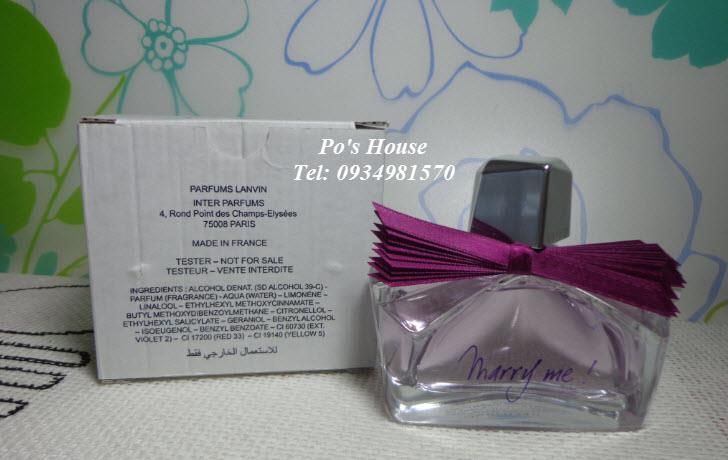 Po's House
Tel: 0934981570
PARFUMS LANVIN
INTER PARFUMS
4, Rond Point des Champs-Elysées
75008 PARIS
MADE IN FRANCE
TESTER – NOT FOR SALE
TESTEUR – VENTE INTERDITE
INGREDIENTS : ALCOHOL DENAT. (SD ALCOHOL 39-C) -
PARFUM (FRAGRANCE) - AQUA (WATER) – LIMONENE –
LINALOOL – ETHYLHEXYL METHOXYCINNAMATE –
BUTYL METHOXYDIBENZOYLMETHANE – CITRONELLOL –
ETHYLHEXYL SALICYLATE – GERANIOL – BENZYL ALCOHOL
– ISOEUGENOL – BENZYL BENZOATE – CI 60730 (EXT.
VIOLET 2) – CI 17200 (RED 33) – CI 19140 (YELLOW 5)
للاستعمال الخارجي فقط
Marry me !